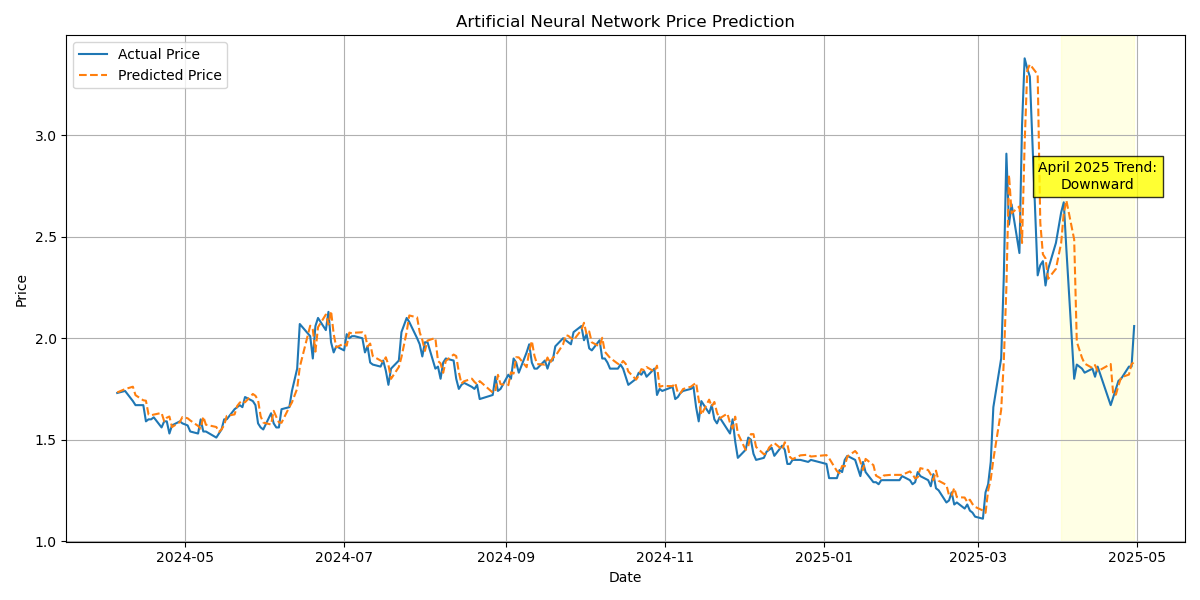 Artificial Neural Network Price Prediction
Actual Price
Predicted Price
April 2025 Trend:
Downward
Price
3.0
2.5
2.0
1.5
1.0
2024-05
2024-07
2024-09
2024-11
2025-01
2025-03
2025-05
Date